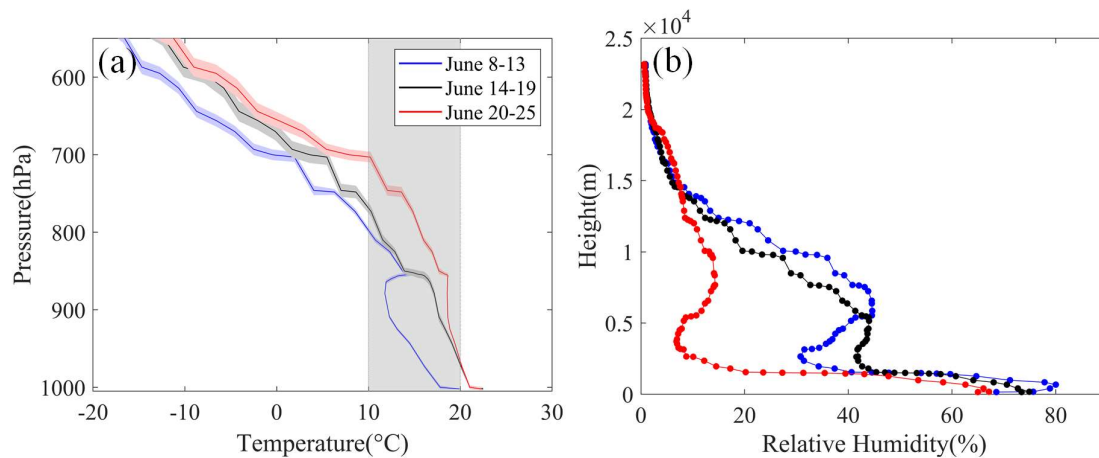 (a)
June 8-13
June 14-19
June 20-25
600
700
800
900
1000
-20
-10
0
10
20
30
Pressure(hPa)
Temperature(°C)
(b)
×10⁴
2.5
2
1.5
1
0.5
0
0
20
40
60
80
Height(m)
Relative Humidity(%)